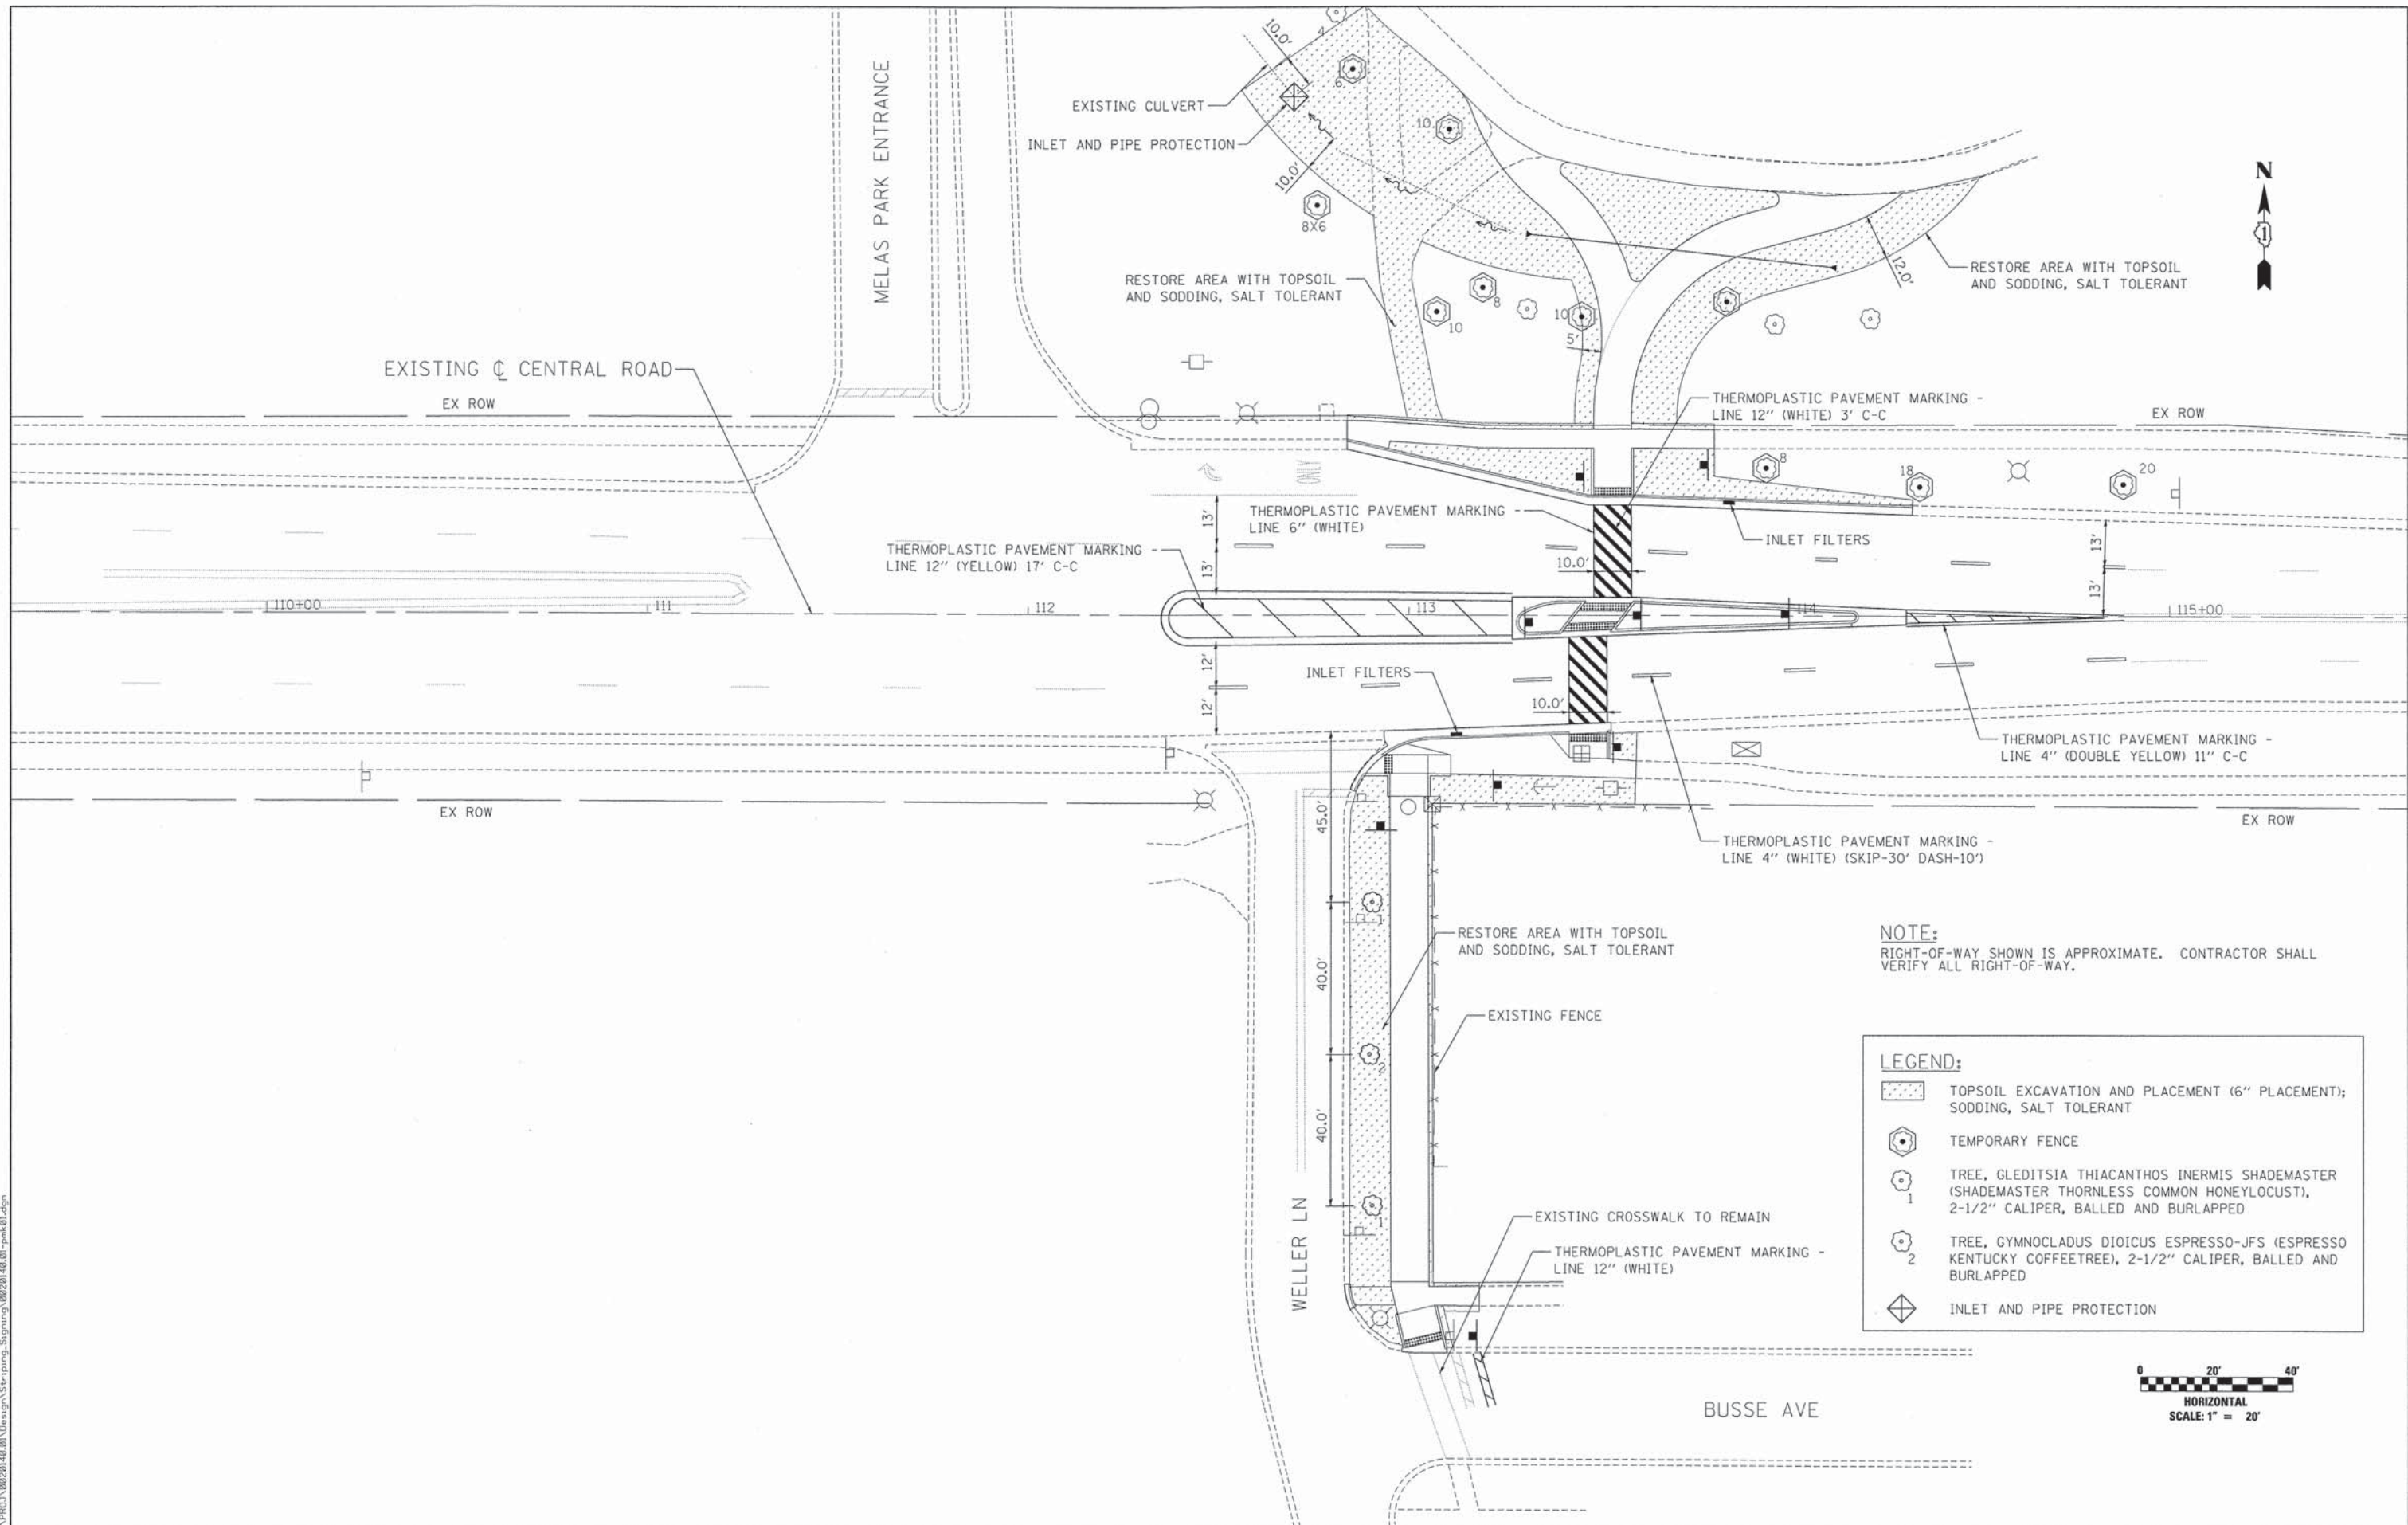 10.0'
4
6
EXISTING CULVERT
MELAS PARK ENTRANCE
10
INLET AND PIPE PROTECTION
10.0'
N
1
8X6
12.0'
RESTORE AREA WITH TOPSOIL
AND SODDING, SALT TOLERANT
RESTORE AREA WITH TOPSOIL
AND SODDING, SALT TOLERANT
8
10
10
5'
EXISTING ℄ CENTRAL ROAD
EX ROW
THERMOPLASTIC PAVEMENT MARKING -
LINE 12" (WHITE) 3' C-C
EX ROW
8
18
20
ONLY
13'
THERMOPLASTIC PAVEMENT MARKING
LINE 6" (WHITE)
INLET FILTERS
13'
THERMOPLASTIC PAVEMENT MARKING
LINE 12" (YELLOW) 17' C-C
13'
10.0'
13'
110+00
111
112
113
114
115+00
12'
INLET FILTERS
12'
10.0'
THERMOPLASTIC PAVEMENT MARKING -
LINE 4" (DOUBLE YELLOW) 11" C-C
EX ROW
45.0'
EX ROW
THERMOPLASTIC PAVEMENT MARKING -
LINE 4" (WHITE) (SKIP-30' DASH-10')
1
RESTORE AREA WITH TOPSOIL
AND SODDING, SALT TOLERANT
NOTE:
RIGHT-OF-WAY SHOWN IS APPROXIMATE. CONTRACTOR SHALL
VERIFY ALL RIGHT-OF-WAY.
40.0'
EXISTING FENCE
2
40.0'
LEGEND:
TOPSOIL EXCAVATION AND PLACEMENT (6" PLACEMENT);
SODDING, SALT TOLERANT
TEMPORARY FENCE
TREE, GLEDITSIA THIACANTHOS INERMIS SHADEMASTER
(SHADEMASTER THORNLESS COMMON HONEYLOCUST),
2-1/2" CALIPER, BALLED AND BURLAPPED
1
TREE, GYMNOCLADUS DIOICUS ESPRESSO-JFS (ESPRESSO
KENTUCKY COFFEETREE), 2-1/2" CALIPER, BALLED AND
BURLAPPED
2
INLET AND PIPE PROTECTION
1
WELLER LN
EXISTING CROSSWALK TO REMAIN
THERMOPLASTIC PAVEMENT MARKING -
LINE 12" (WHITE)
BUSSE AVE
0 20' 40'
HORIZONTAL
SCALE: 1" = 20'